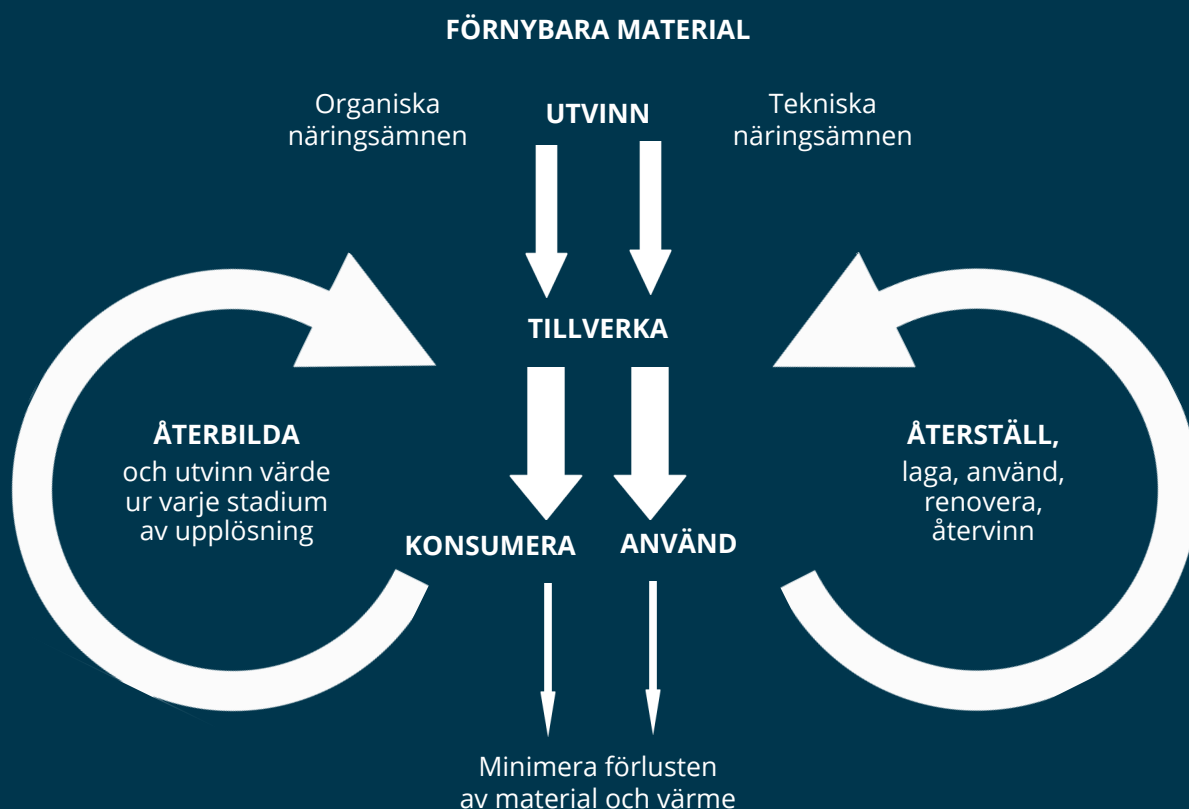 FÖRNYBARA MATERIAL
Organiska
näringsämnen
UTVINN
Tekniska
näringsämnen
TILLVERKA
ÅTERBILDA
och utvinn värde
ur varje stadium
av upplösning
ÅTERSTÄLL,
laga, använd,
renovera,
återvinn
KONSUMERA
ANVÄND
Minimera förlusten
av material och värme